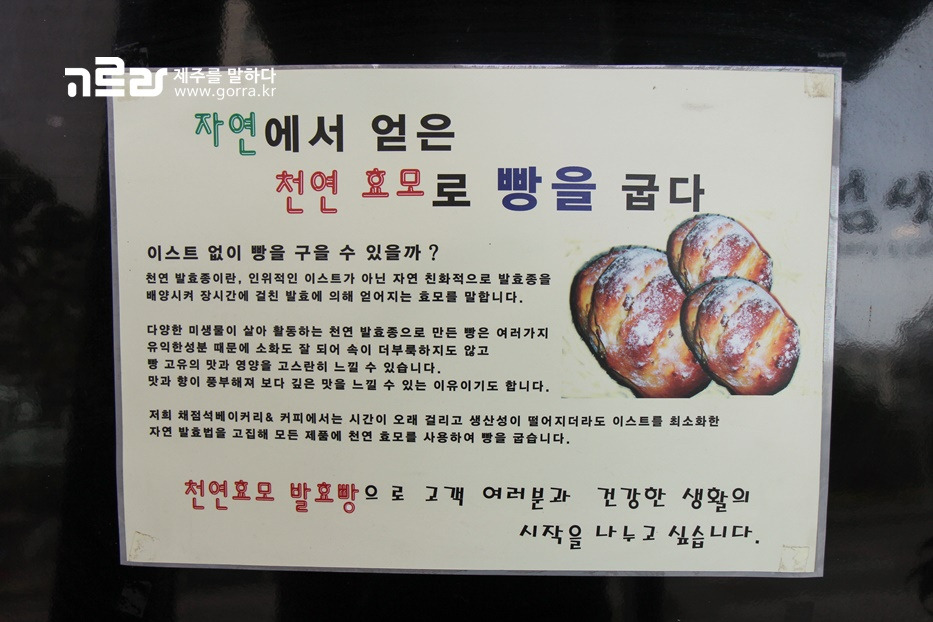 고르라 제주를 말하다
www.gorra.kr
자연에서 얻은
천연 효모로 빵을 굽다
이스트 없이 빵을 구을 수 있을까?
천연 발효종이란, 인위적인 이스트가 아닌 자연 친화적으로 발효종을
배양시켜 장시간에 걸친 발효에 의해 얻어지는 효모를 말합니다.
다양한 미생물이 살아 활동하는 천연 발효종으로 만든 빵은 여러가지
유익한성분 때문에 소화도 잘 되어 속이 더부룩하지도 않고
빵 고유의 맛과 영양을 고스란히 느낄 수 있습니다.
맛과 향이 풍부해져 보다 깊은 맛을 느낄 수 있는 이유이기도 합니다.
저희 채점석베이커리& 커피에서는 시간이 오래 걸리고 생산성이 떨어지더라도 이스트를 최소화한
자연 발효법을 고집해 모든 제품에 천연 효모를 사용하여 빵을 굽습니다.
천연효모 발효빵으로 고객 여러분과 건강한 생활의
시작을 나누고 싶습니다.